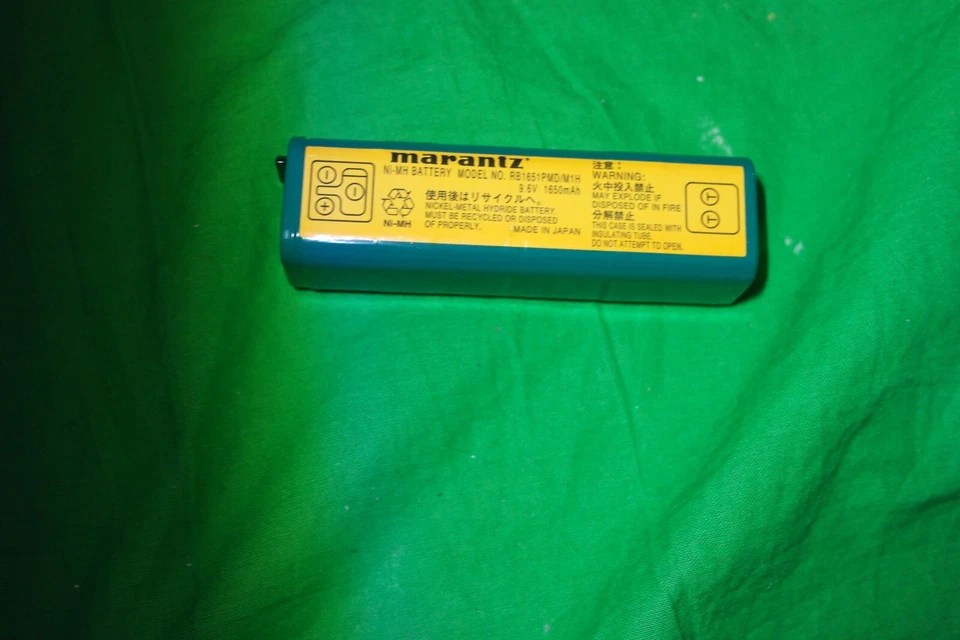 marantz
Ni-MH BATTERY MODEL NO. RB1651PMD/M1H
9.6V 1650mAh
使用後はリサイクルへ。
NICKEL-METAL HYDRIDE BATTERY.
MUST BE RECYCLED OR DISPOSED
OF PROPERLY. MADE IN JAPAN
Ni-MH
注意：
WARNING:
火中投入禁止
MAY EXPLODE IF
DISPOSED OF IN FIRE
分解禁止
THIS CASE IS SEALED WITH
INSULATING TUBE.
DO NOT ATTEMPT TO OPEN.